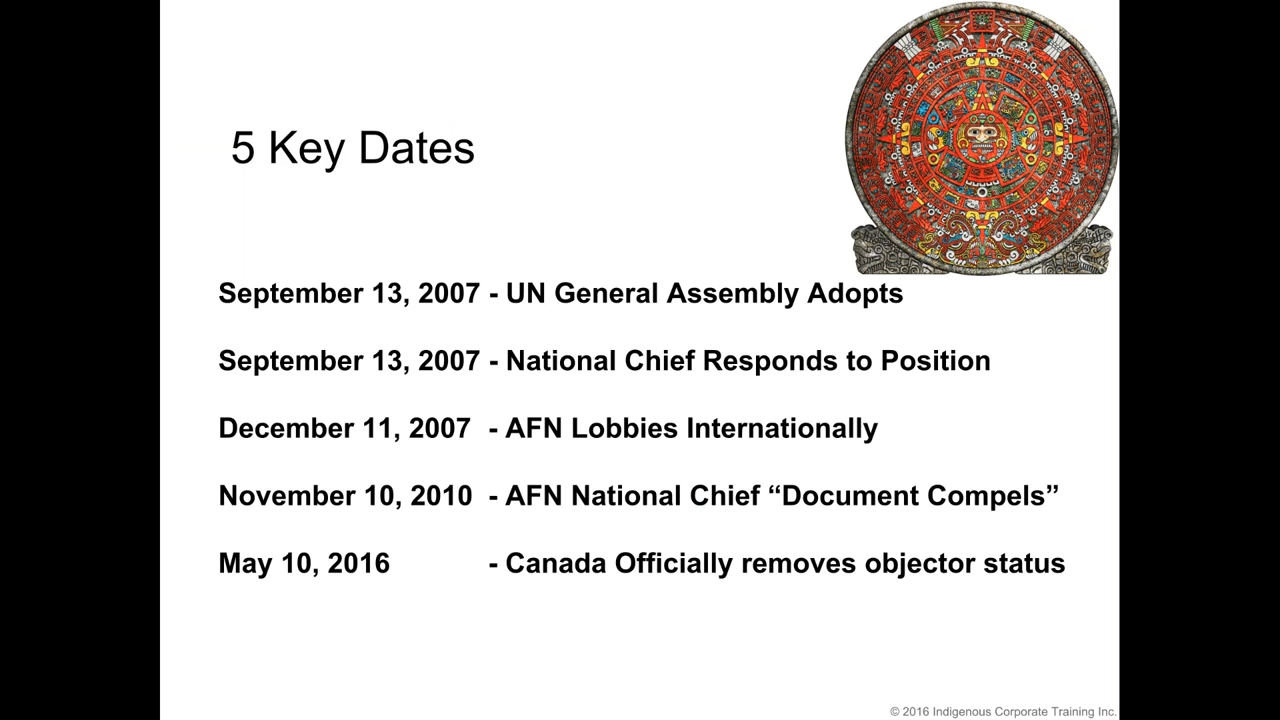 5 Key Dates
September 13, 2007 - UN General Assembly Adopts
September 13, 2007 - National Chief Responds to Position
December 11, 2007 - AFN Lobbies Internationally
November 10, 2010 - AFN National Chief “Document Compels”
May 10, 2016 - Canada Officially removes objector status
© 2016 Indigenous Corporate Training Inc.